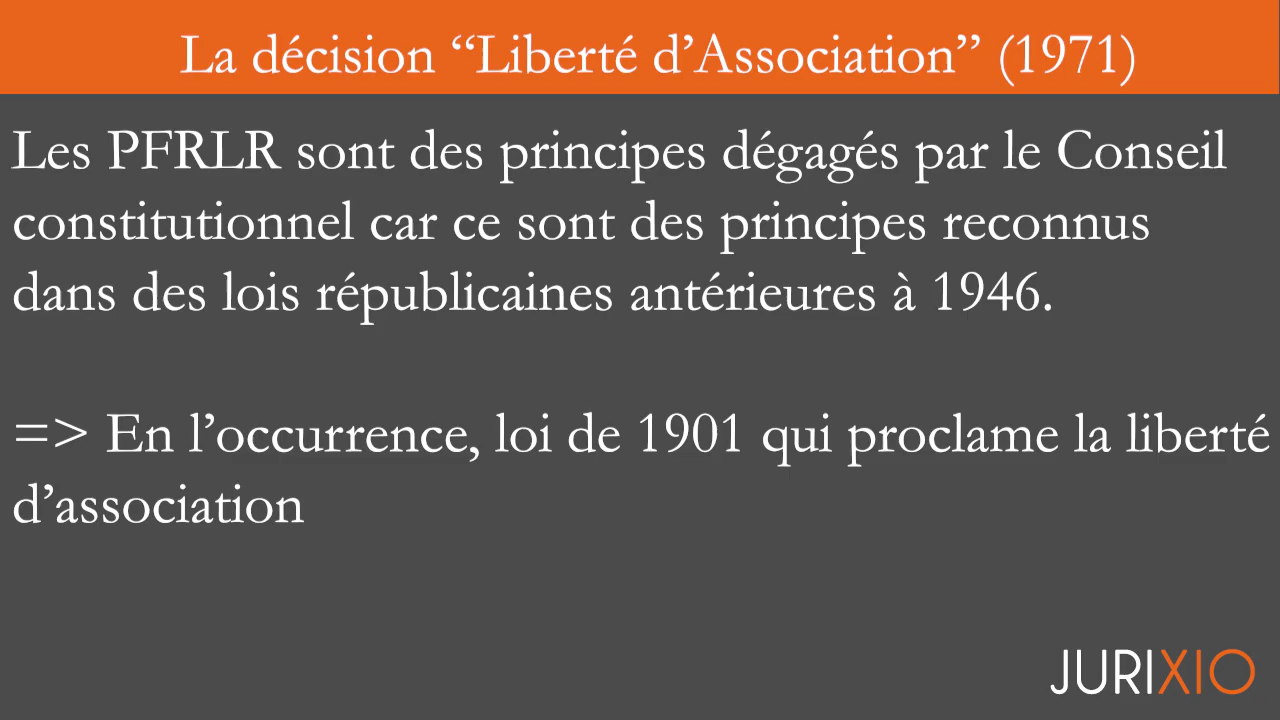 La décision “Liberté d’Association” (1971)
Les PFRLR sont des principes dégagés par le Conseil
constitutionnel car ce sont des principes reconnus
dans des lois républicaines antérieures à 1946.
=> En l’occurrence, loi de 1901 qui proclame la liberté
d’association
JURIXIO